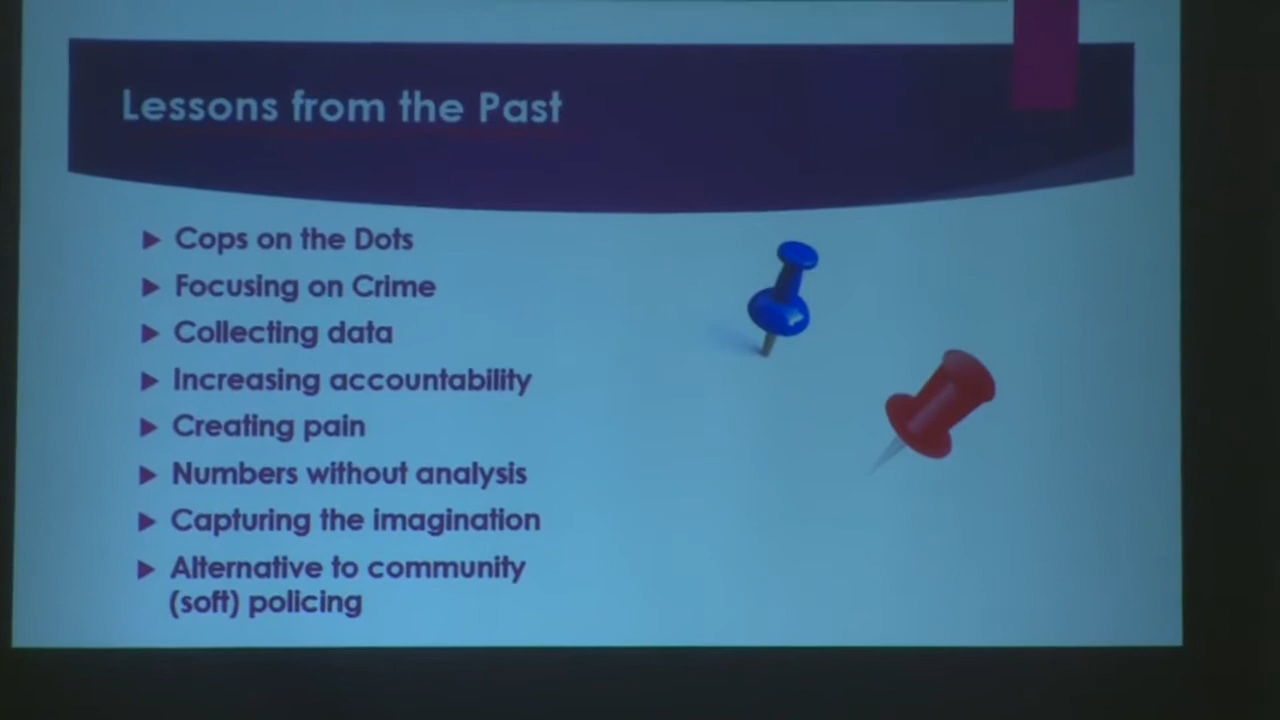 Lessons from the Past
Cops on the Dots
Focusing on Crime
Collecting data
Increasing accountability
Creating pain
Numbers without analysis
Capturing the imagination
Alternative to community
(soft) policing